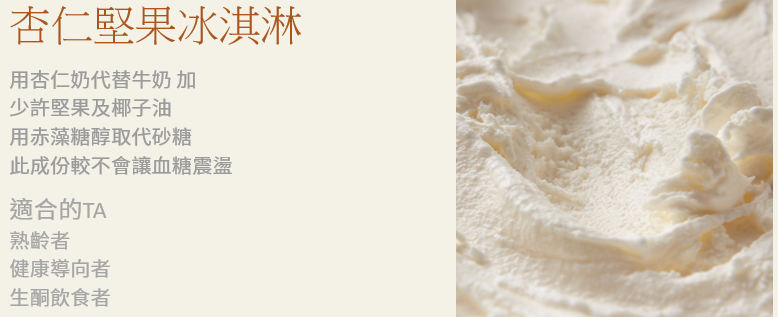 杏仁堅果冰淇淋
用杏仁奶代替牛奶 加
少許堅果及椰子油
用赤藻糖醇取代砂糖
此成份較不會讓血糖震盪
適合的TA
熟齡者
健康導向者
生酮飲食者